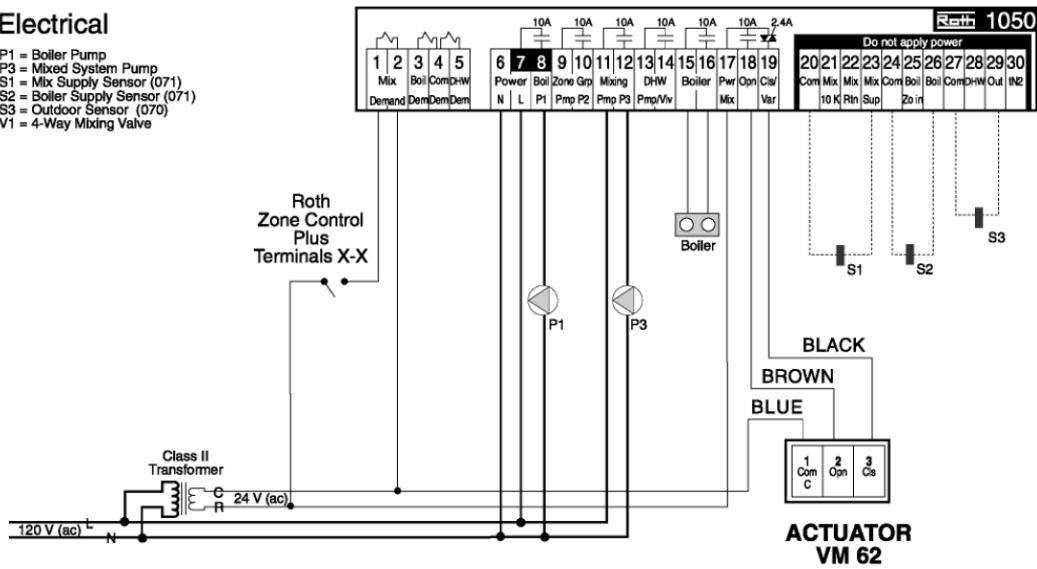 Electrical
P1 = Boiler Pump
P3 = Mixed System Pump
S1 = Mix Supply Sensor (071)
S2 = Boiler Supply Sensor (071)
S3 = Outdoor Sensor (070)
V1 = 4-Way Mixing Valve
10A 10A 10A 10A 10A 10A 2.4A
Roth 1050
Do not apply power
1 2 3 4 5 6 7 8 9 10 11 12 13 14 15 16 17 18 19 20 21 22 23 24 25 26 27 28 29 30
Mix Boil Com DHW Power Boil Zone Grp Mixing DHW Boiler Pwr Opn Cls/ Com Mix Mix Mix Com Boil Boil Com DHW Out IN2
Demand Dem Dem Dem N L P1 Pmp P2 Pmp P3 Pmp/Vlv Mix Var 10 K Rtn Sup Zo in
Roth
Zone Control
Plus
Terminals X-X
Boiler
S1
S2
S3
P1
P3
BLACK
BROWN
BLUE
1 2 3
Com Opn Cls
C
Class II
Transformer
C
24 V (ac)
R
120 V (ac)
L
N
ACTUATOR
VM 62